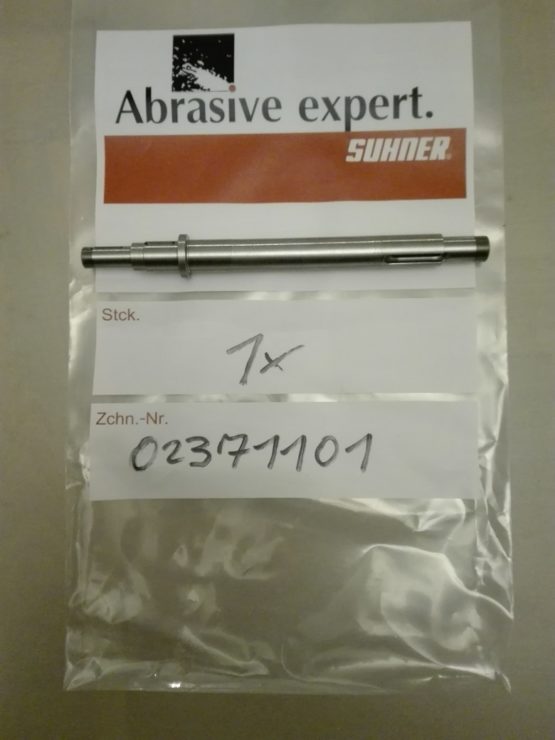 Abrasive expert.
SUHNER®
Stck.
1x
Zchn.-Nr.
02371101